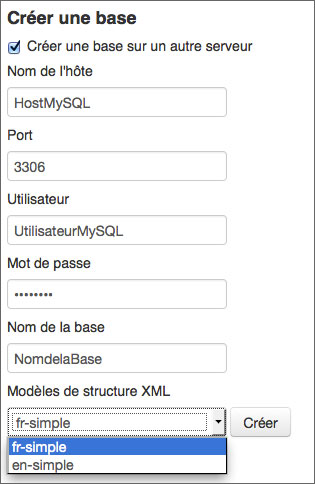 Créer une base
Créer une base sur un autre serveur
Nom de l'hôte
HostMySQL
Port
3306
Utilisateur
UtilisateurMySQL
Mot de passe
••••••••
Nom de la base
NomdelaBase
Modèles de structure XML
fr-simple Créer
fr-simple
en-simple